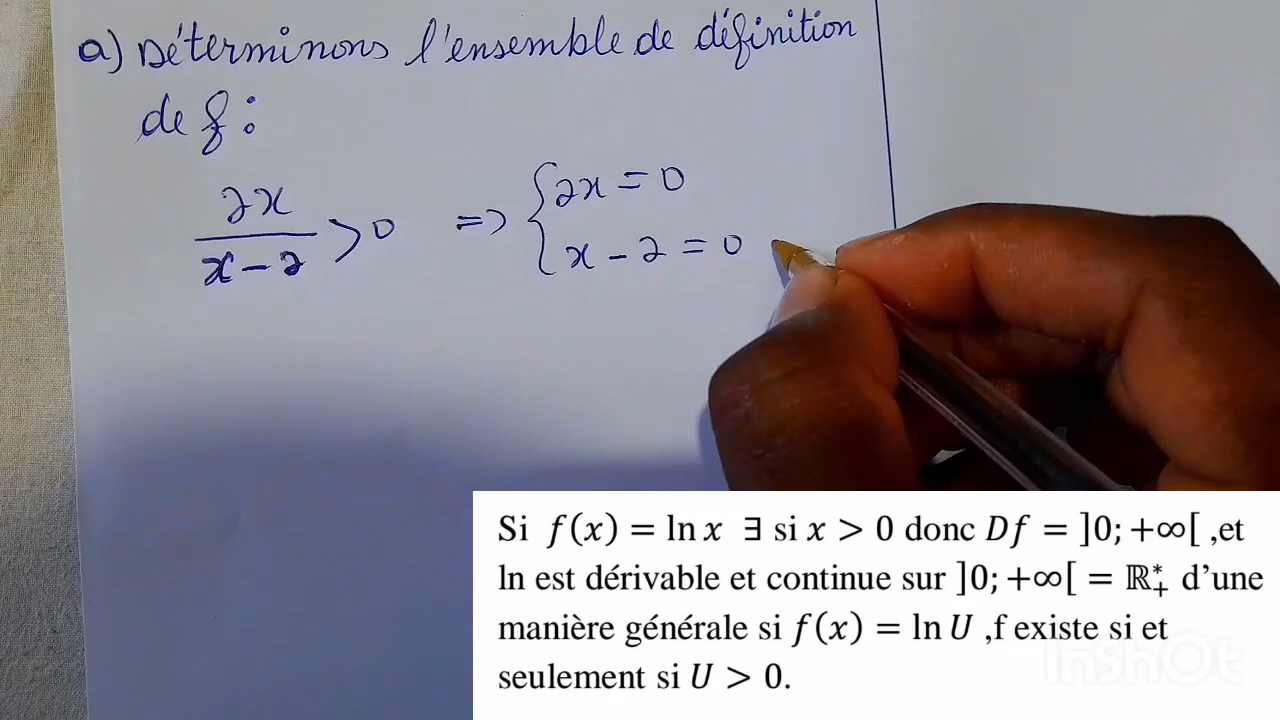 a) Déterminons l'ensemble de définition
de f :
2x / x - 2 > 0 => { 2x = 0
x - 2 = 0
Si f(x) = ln x ∃ si x > 0 donc Df = ]0; +∞[ ,et
ln est dérivable et continue sur ]0; +∞[ = ℝ*₊ d’une
manière générale si f(x) = ln U ,f existe si et
seulement si U > 0.
InShOt